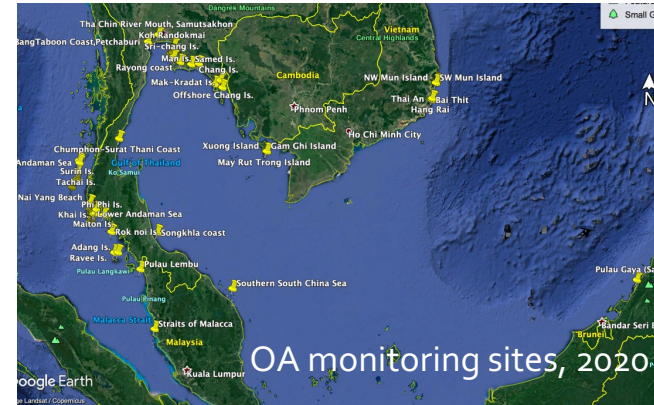 Dangrek Mountains
Small G
Tha Chin River Mouth, Samutsakhon
Vietnam
Koh Randokmai
Central Highlands
BangTaboon Coast,Petchaburi
Sri-chang Is.
Man Is.
Samed Is.
Rayong coast
Chang Is.
Cambodia
NW Mun Island
SW Mun Island
Mak-Kradat Is.
Offshore Chang Is.
Thai An
Bai Thit
Phnom Penh
Hang Rai
N
Ho Chi Minh City
Xuong Island
Gam Ghi Island
Chumphon-Surat Thani Coast
May Rut Trong Island
Andaman Sea
Gulf of Thailand
Surin Is.
Ko Samui
Tachai Is.
Nai Yang Beach
Phi Phi Is.
Khai Is.
Lower Andaman Sea
Maiton Is.
Rok noi Is.
Songkhla coast
Adang Is.
Ravee Is.
Pulau Lembu
Pulau Gaya (Sa
Pulau Langkawi
Southern South China Sea
Pulau Pinang
Malacca Strait
Straits of Malacca
Bandar Seri B
Malaysia
Brunei
OA monitoring sites, 2020
Kuala Lumpur
Google Earth
ge Landsat / Copernicus